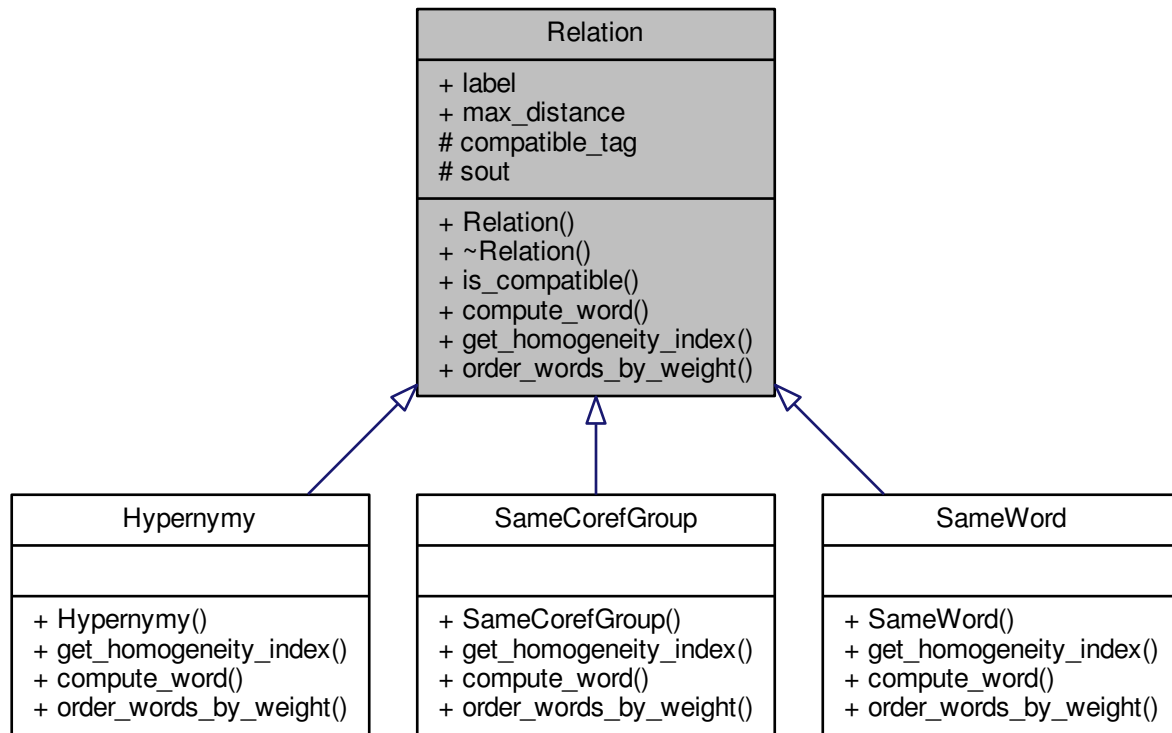 Relation
+ label
+ max_distance
# compatible_tag
# sout
+ Relation()
+ ~Relation()
+ is_compatible()
+ compute_word()
+ get_homogeneity_index()
+ order_words_by_weight()
Hypernymy
+ Hypernymy()
+ get_homogeneity_index()
+ compute_word()
+ order_words_by_weight()
SameCorefGroup
+ SameCorefGroup()
+ get_homogeneity_index()
+ compute_word()
+ order_words_by_weight()
SameWord
+ SameWord()
+ get_homogeneity_index()
+ compute_word()
+ order_words_by_weight()